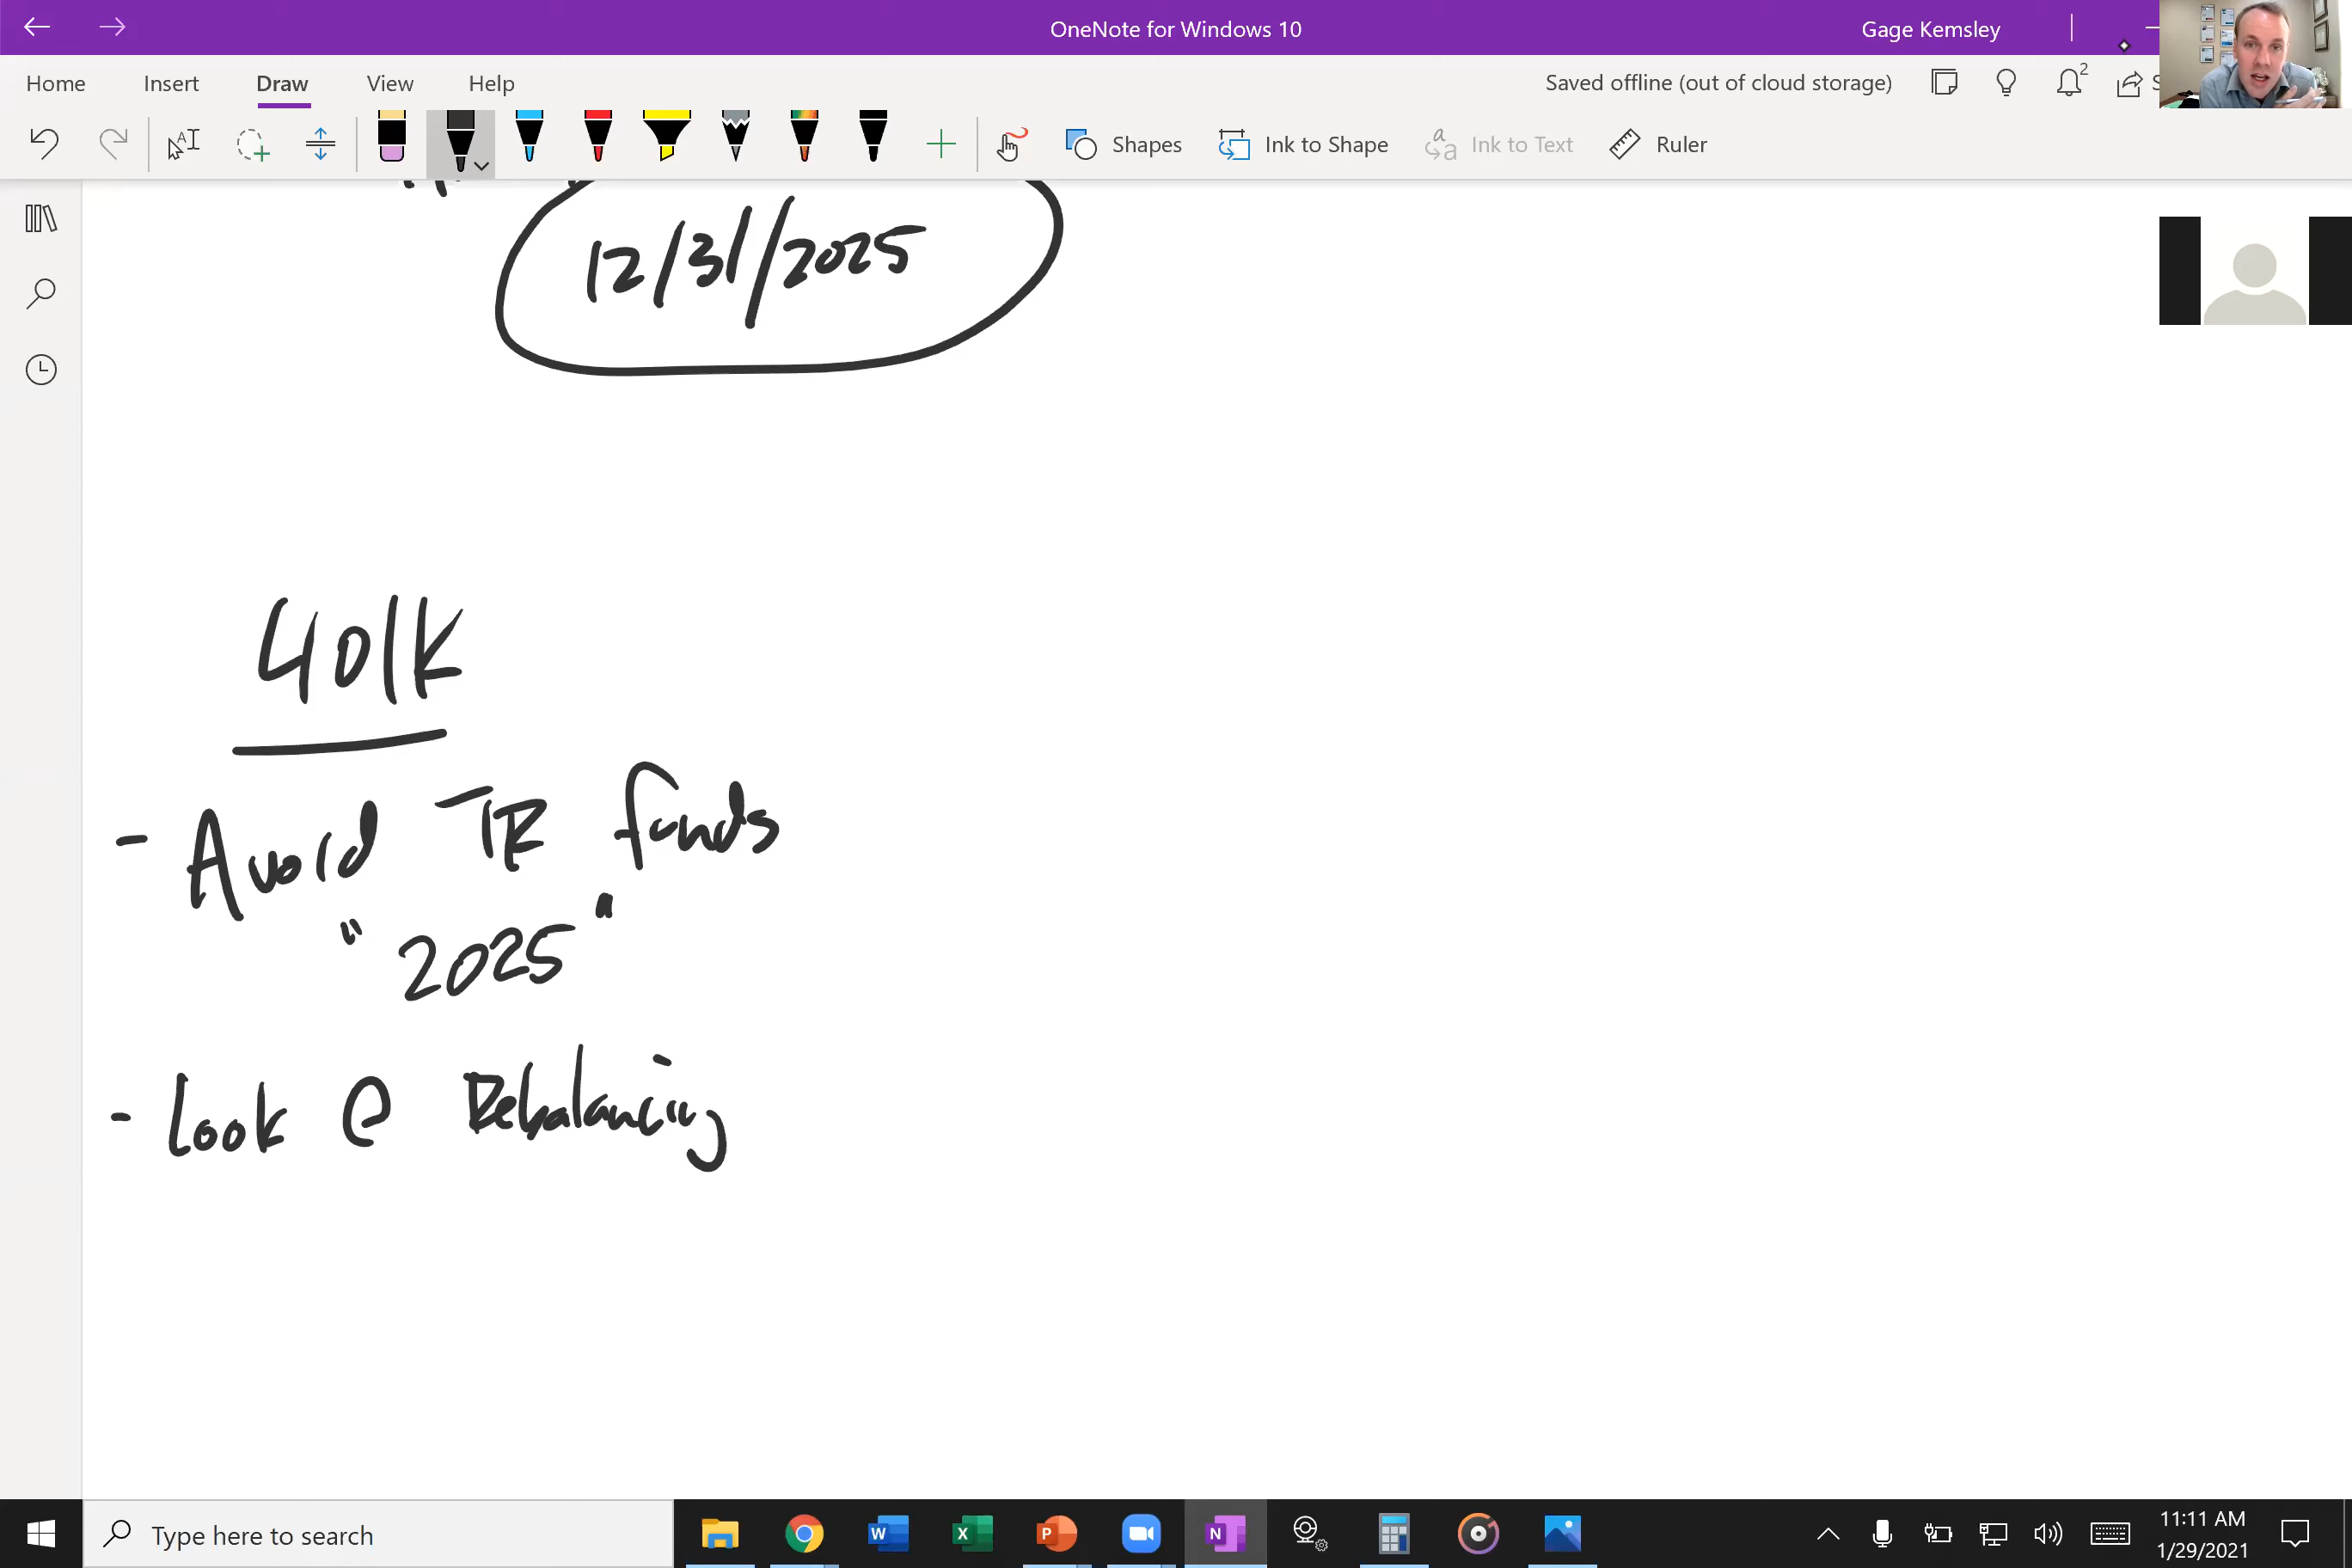 OneNote for Windows 10
Gage Kemsley
Home Insert Draw View Help
Saved offline (out of cloud storage)
2
Shapes
Ink to Shape
Ink to Text
Ruler
12/31/2025
401k
- Avoid TR funds
"2025"
- Look @ Rebalancing
Type here to search
11:11 AM
1/29/2021